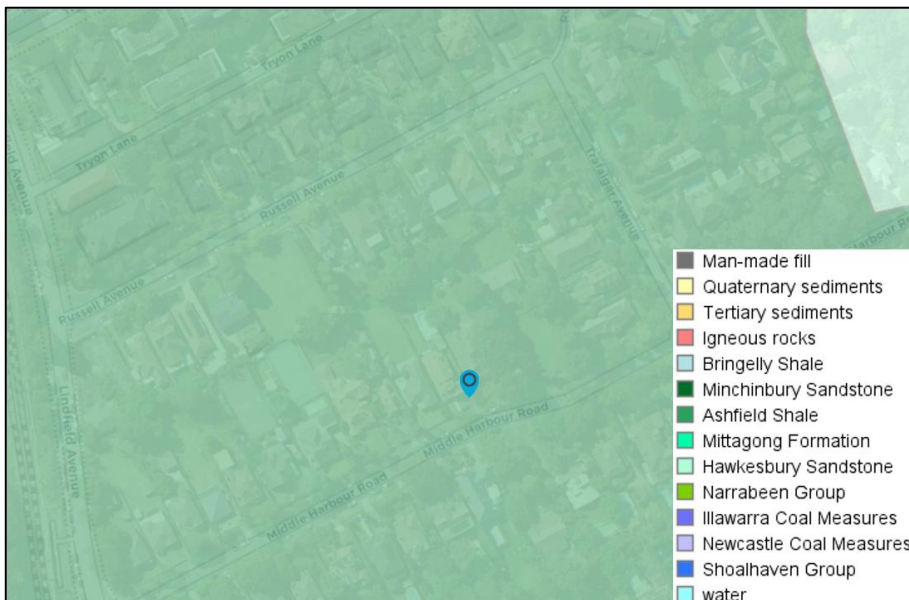 Tryon Lane
Tryon Lane
Russell Avenue
Trafalgar Avenue
Russell Avenue
Lindfield Avenue
Middle Harbour Road
Middle Harbour Road
Man-made fill
Quaternary sediments
Tertiary sediments
Igneous rocks
Bringelly Shale
Minchinbury Sandstone
Ashfield Shale
Mittagong Formation
Hawkesbury Sandstone
Narrabeen Group
Illawarra Coal Measures
Newcastle Coal Measures
Shoalhaven Group
water